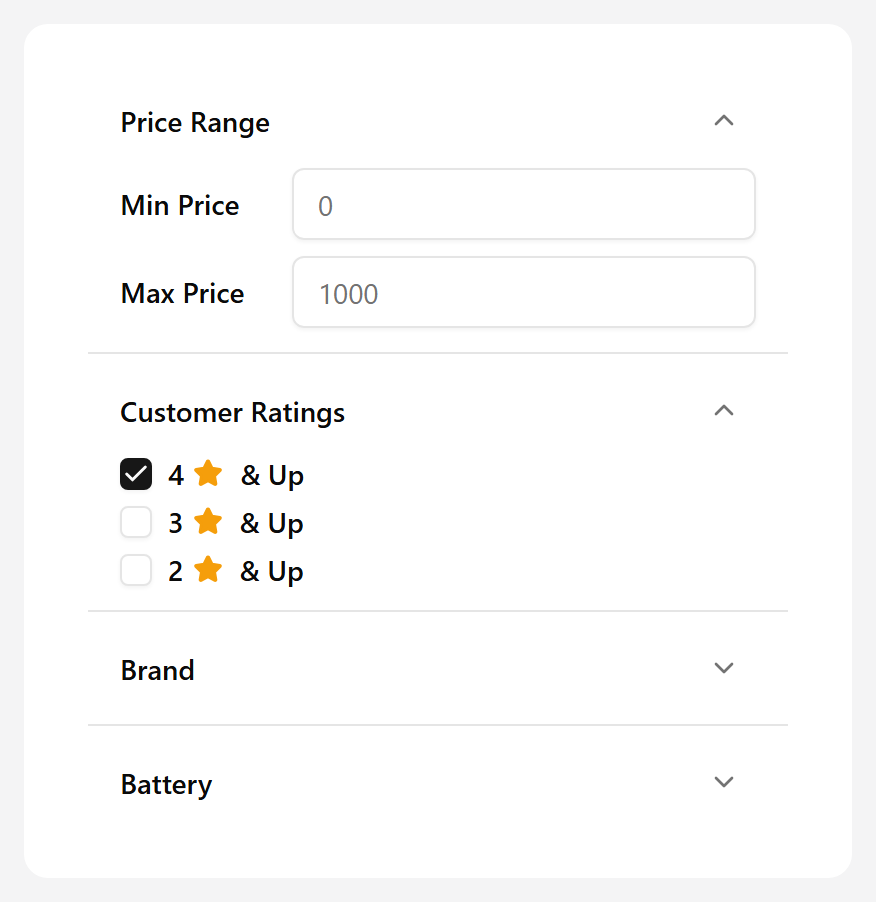 Price Range
Min Price 0
Max Price 1000
Customer Ratings
4 & Up
3 & Up
2 & Up
Brand
Battery